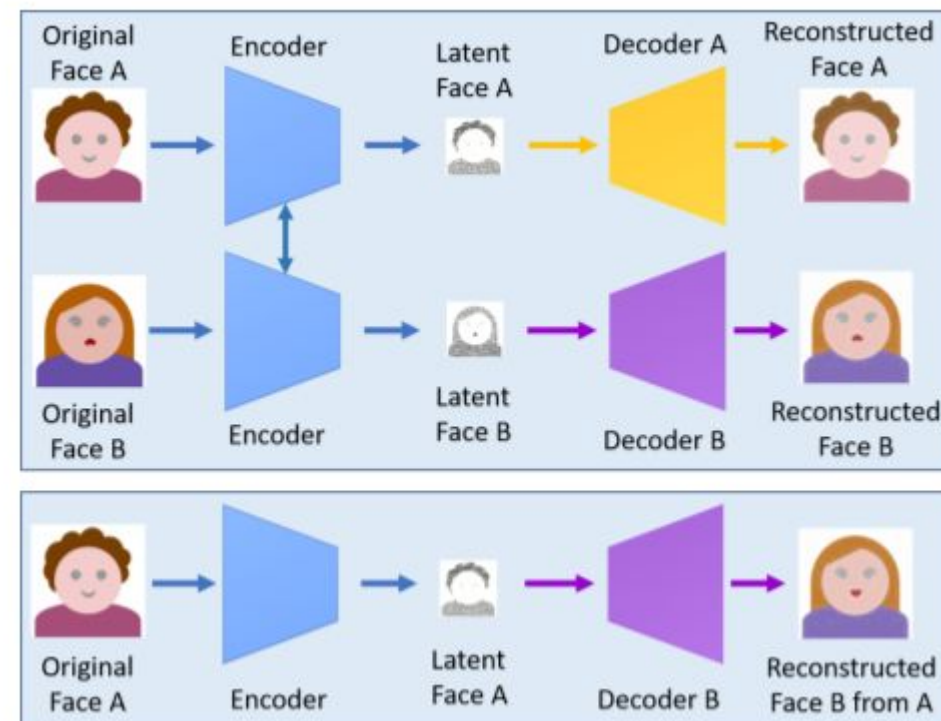 Original
Face A
Encoder
Latent
Face A
Decoder A
Reconstructed
Face A
Original
Face B
Encoder
Latent
Face B
Decoder B
Reconstructed
Face B
Original
Face A
Encoder
Latent
Face A
Decoder B
Reconstructed
Face B from A